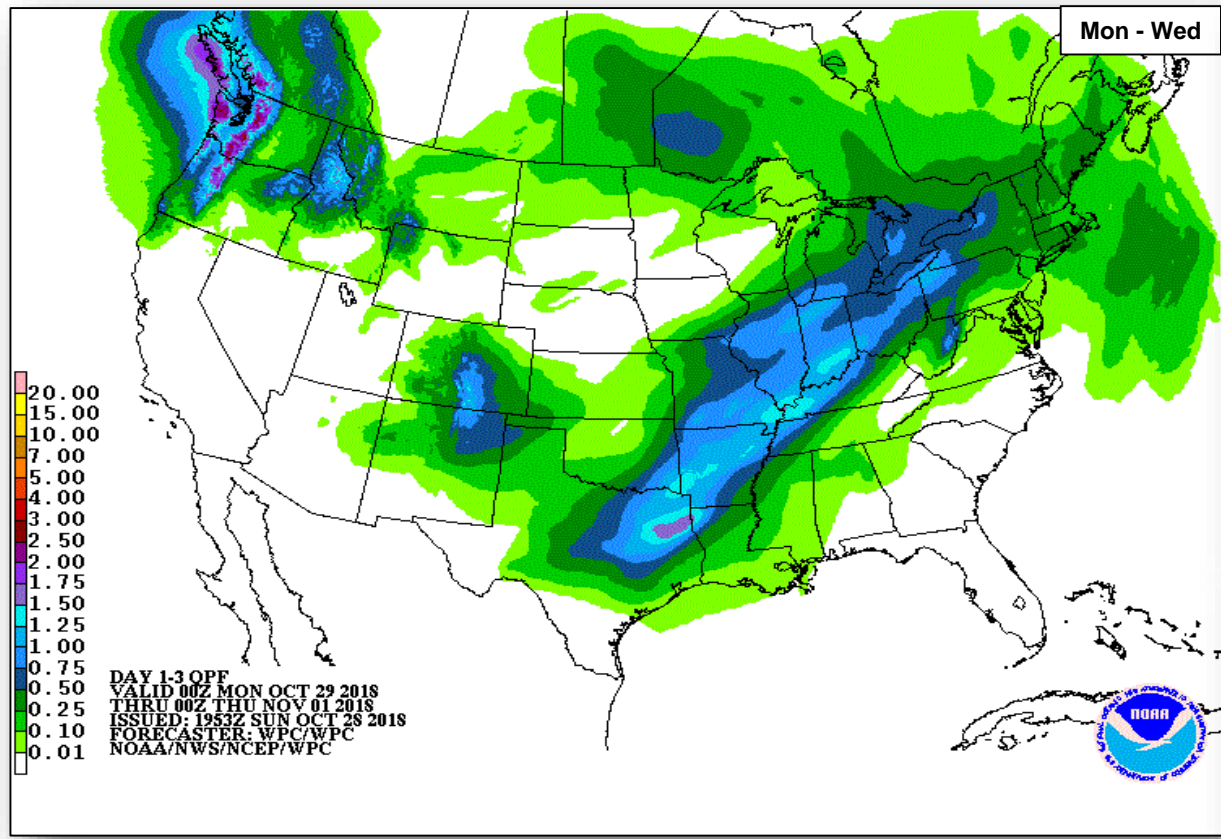 Mon - Wed
20.00
15.00
10.00
7.00
5.00
4.00
3.00
2.50
2.00
1.75
1.50
1.25
1.00
0.75
0.50
0.25
0.10
0.01
DAY 1-3 QPF
VALID 00Z MON OCT 29 2018
THRU 00Z THU NOV 01 2018
ISSUED: 1953Z SUN OCT 28 2018
FORECASTER: WPC/WPC
NOAA/NWS/NCEP/WPC
NOAA